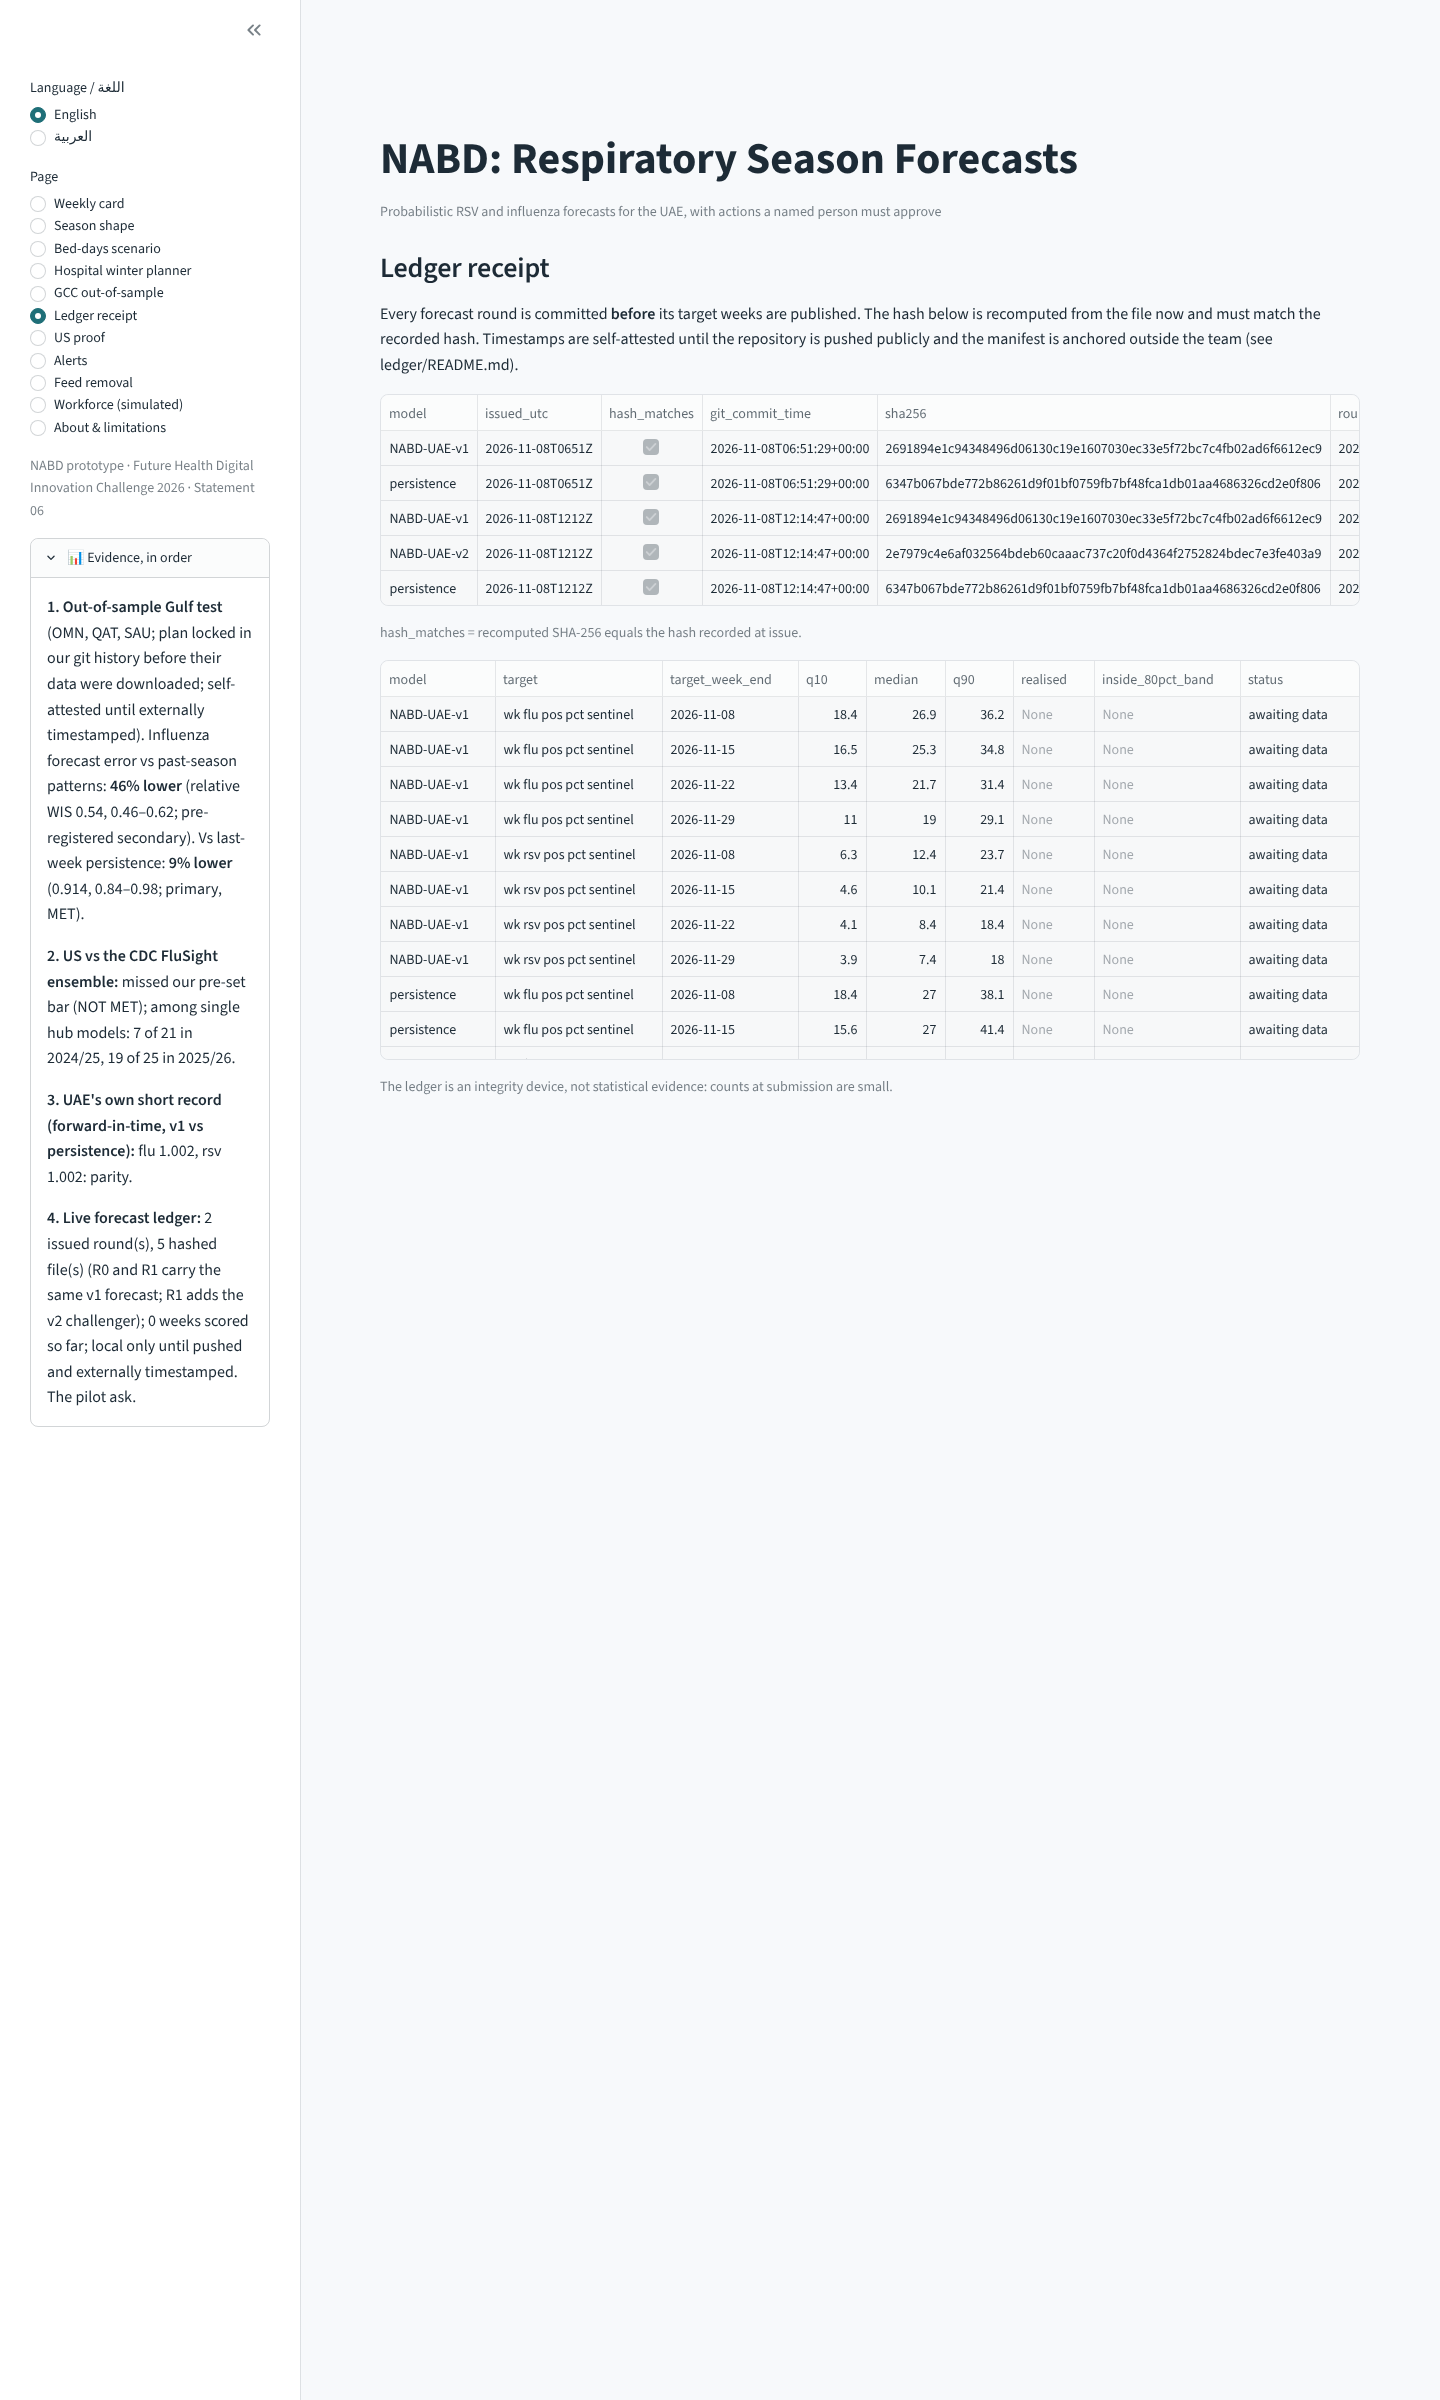 Language / اللغة
English
العربية
Page
Weekly card
Season shape
Bed-days scenario
Hospital winter planner
GCC out-of-sample
Ledger receipt
US proof
Alerts
Feed removal
Workforce (simulated)
About & limitations
NABD prototype · Future Health Digital
Innovation Challenge 2026 · Statement
06
📊 Evidence, in order
1. Out-of-sample Gulf test
(OMN, QAT, SAU; plan locked in
our git history before their
data were downloaded; self-
attested until externally
timestamped). Influenza
forecast error vs past-season
patterns: 46% lower (relative
WIS 0.54, 0.46–0.62; pre-
registered secondary). Vs last-
week persistence: 9% lower
(0.914, 0.84–0.98; primary,
MET).
2. US vs the CDC FluSight
ensemble: missed our pre-set
bar (NOT MET); among single
hub models: 7 of 21 in
2024/25, 19 of 25 in 2025/26.
3. UAE's own short record
(forward-in-time, v1 vs
persistence): flu 1.002, rsv
1.002: parity.
4. Live forecast ledger: 2
issued round(s), 5 hashed
file(s) (R0 and R1 carry the
same v1 forecast; R1 adds the
v2 challenger); 0 weeks scored
so far; local only until pushed
and externally timestamped.
The pilot ask.
NABD: Respiratory Season Forecasts
Probabilistic RSV and influenza forecasts for the UAE, with actions a named person must approve
Ledger receipt
Every forecast round is committed before its target weeks are published. The hash below is recomputed from the file now and must match the
recorded hash. Timestamps are self-attested until the repository is pushed publicly and the manifest is anchored outside the team (see
ledger/README.md).
model issued_utc hash_matches git_commit_time sha256 rou
NABD-UAE-v1 2026-11-08T0651Z 2026-11-08T06:51:29+00:00 2691894e1c94348496d06130c19e1607030ec33e5f72bc7c4fb02ad6f6612ec9 202
persistence 2026-11-08T0651Z 2026-11-08T06:51:29+00:00 6347b067bde772b86261d9f01bf0759fb7bf48fca1db01aa4686326cd2e0f806 202
NABD-UAE-v1 2026-11-08T1212Z 2026-11-08T12:14:47+00:00 2691894e1c94348496d06130c19e1607030ec33e5f72bc7c4fb02ad6f6612ec9 202
NABD-UAE-v2 2026-11-08T1212Z 2026-11-08T12:14:47+00:00 2e7979c4e6af032564bdeb60caaac737c20f0d4364f2752824bdec7e3fe403a9 202
persistence 2026-11-08T1212Z 2026-11-08T12:14:47+00:00 6347b067bde772b86261d9f01bf0759fb7bf48fca1db01aa4686326cd2e0f806 202
hash_matches = recomputed SHA-256 equals the hash recorded at issue.
model target target_week_end q10 median q90 realised inside_80pct_band status
NABD-UAE-v1 wk flu pos pct sentinel 2026-11-08 18.4 26.9 36.2 None None awaiting data
NABD-UAE-v1 wk flu pos pct sentinel 2026-11-15 16.5 25.3 34.8 None None awaiting data
NABD-UAE-v1 wk flu pos pct sentinel 2026-11-22 13.4 21.7 31.4 None None awaiting data
NABD-UAE-v1 wk flu pos pct sentinel 2026-11-29 11 19 29.1 None None awaiting data
NABD-UAE-v1 wk rsv pos pct sentinel 2026-11-08 6.3 12.4 23.7 None None awaiting data
NABD-UAE-v1 wk rsv pos pct sentinel 2026-11-15 4.6 10.1 21.4 None None awaiting data
NABD-UAE-v1 wk rsv pos pct sentinel 2026-11-22 4.1 8.4 18.4 None None awaiting data
NABD-UAE-v1 wk rsv pos pct sentinel 2026-11-29 3.9 7.4 18 None None awaiting data
persistence wk flu pos pct sentinel 2026-11-08 18.4 27 38.1 None None awaiting data
persistence wk flu pos pct sentinel 2026-11-15 15.6 27 41.4 None None awaiting data
The ledger is an integrity device, not statistical evidence: counts at submission are small.